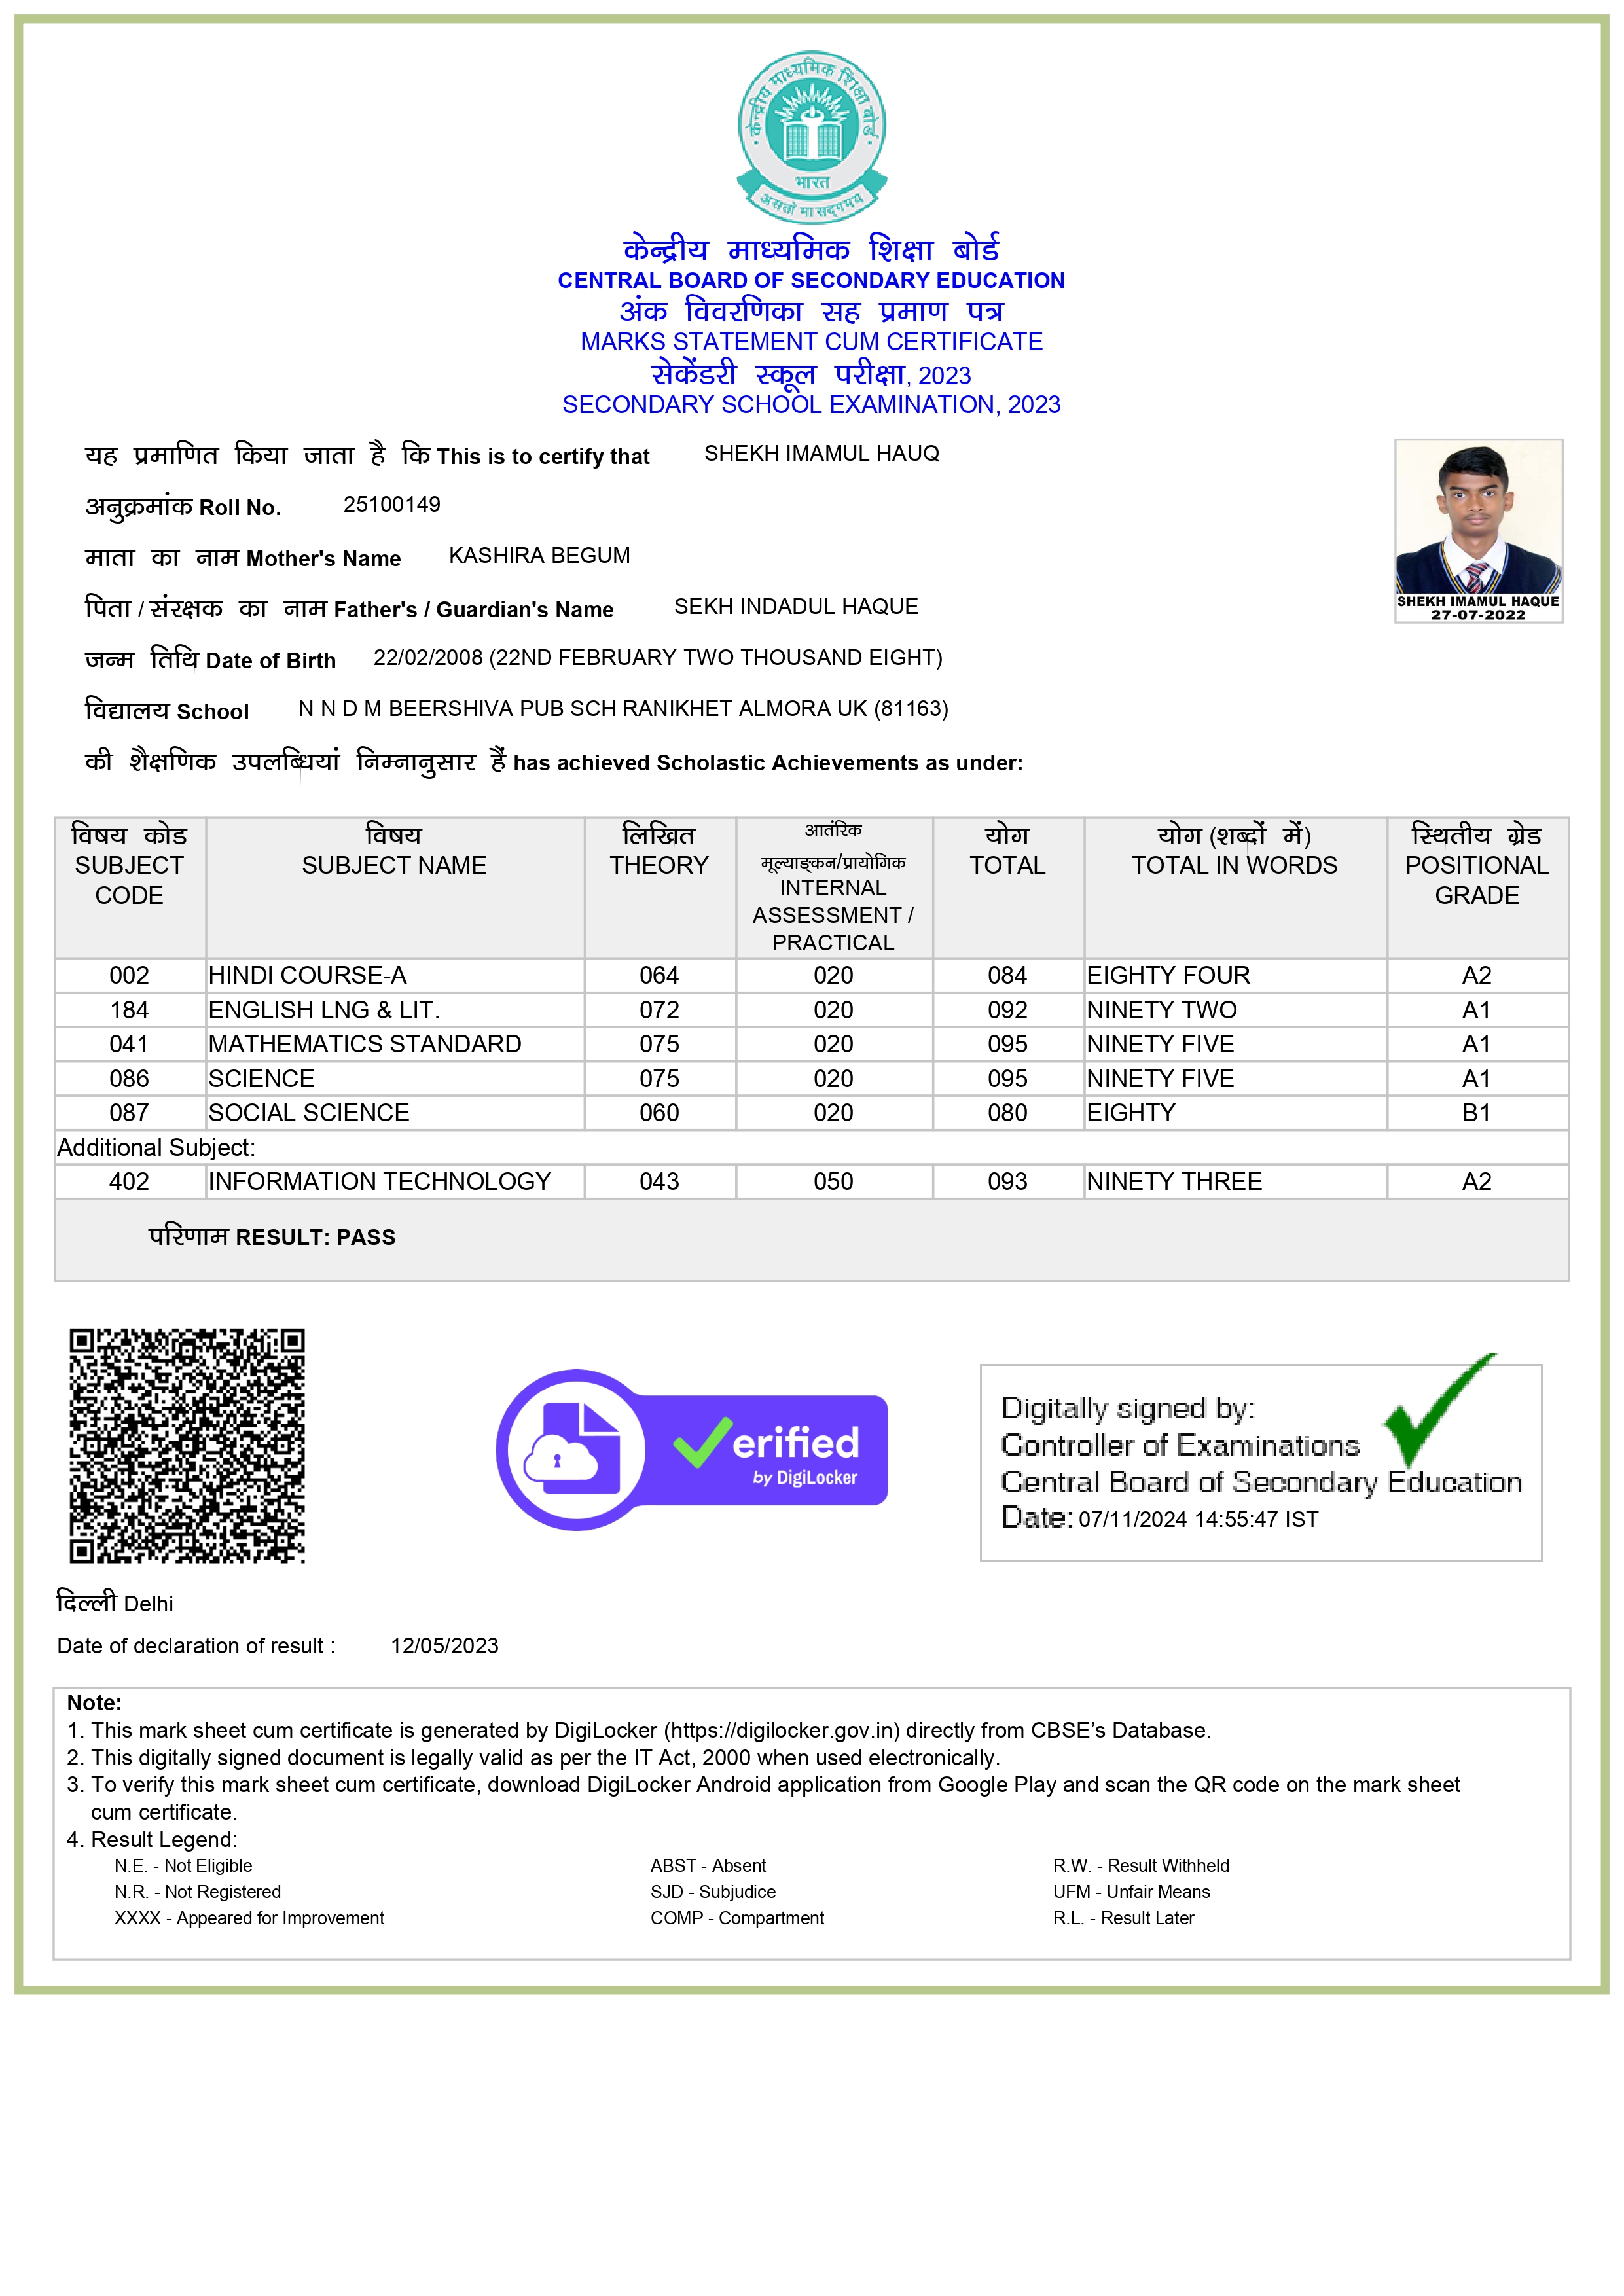 केन्द्रीय माध्यमिक शिक्षा बोर्ड
भारत
असतो मा सद्गमय
केन्द्रीय माध्यमिक शिक्षा बोर्ड
CENTRAL BOARD OF SECONDARY EDUCATION
अंक विवरणिका सह प्रमाण पत्र
MARKS STATEMENT CUM CERTIFICATE
सेकेंडरी स्कूल परीक्षा, 2023
SECONDARY SCHOOL EXAMINATION, 2023
यह प्रमाणित किया जाता है कि This is to certify that SHEKH IMAMUL HAUQ
अनुक्रमांक Roll No. 25100149
माता का नाम Mother's Name KASHIRA BEGUM
पिता / संरक्षक का नाम Father's / Guardian's Name SEKH INDADUL HAQUE
जन्म तिथि Date of Birth 22/02/2008 (22ND FEBRUARY TWO THOUSAND EIGHT)
विद्यालय School N N D M BEERSHIVA PUB SCH RANIKHET ALMORA UK (81163)
की शैक्षणिक उपलब्धियां निम्नानुसार हैं has achieved Scholastic Achievements as under:
SHEKH IMAMUL HAQUE
27-07-2022
विषय कोड SUBJECT CODE विषय SUBJECT NAME लिखित THEORY आतंरिक मूल्याङ्कन/प्रायोगिक INTERNAL ASSESSMENT / PRACTICAL योग TOTAL योग (शब्दों में) TOTAL IN WORDS स्थितीय ग्रेड POSITIONAL GRADE
002 HINDI COURSE-A 064 020 084 EIGHTY FOUR A2
184 ENGLISH LNG & LIT. 072 020 092 NINETY TWO A1
041 MATHEMATICS STANDARD 075 020 095 NINETY FIVE A1
086 SCIENCE 075 020 095 NINETY FIVE A1
087 SOCIAL SCIENCE 060 020 080 EIGHTY B1
Additional Subject:
402 INFORMATION TECHNOLOGY 043 050 093 NINETY THREE A2
परिणाम RESULT: PASS
Verified
by DigiLocker
Digitally signed by:
Controller of Examinations
Central Board of Secondary Education
Date: 07/11/2024 14:55:47 IST
दिल्ली Delhi
Date of declaration of result : 12/05/2023
Note:
1. This mark sheet cum certificate is generated by DigiLocker (https://digilocker.gov.in) directly from CBSE’s Database.
2. This digitally signed document is legally valid as per the IT Act, 2000 when used electronically.
3. To verify this mark sheet cum certificate, download DigiLocker Android application from Google Play and scan the QR code on the mark sheet
cum certificate.
4. Result Legend:
N.E. - Not Eligible ABST - Absent R.W. - Result Withheld
N.R. - Not Registered SJD - Subjudice UFM - Unfair Means
XXXX - Appeared for Improvement COMP - Compartment R.L. - Result Later